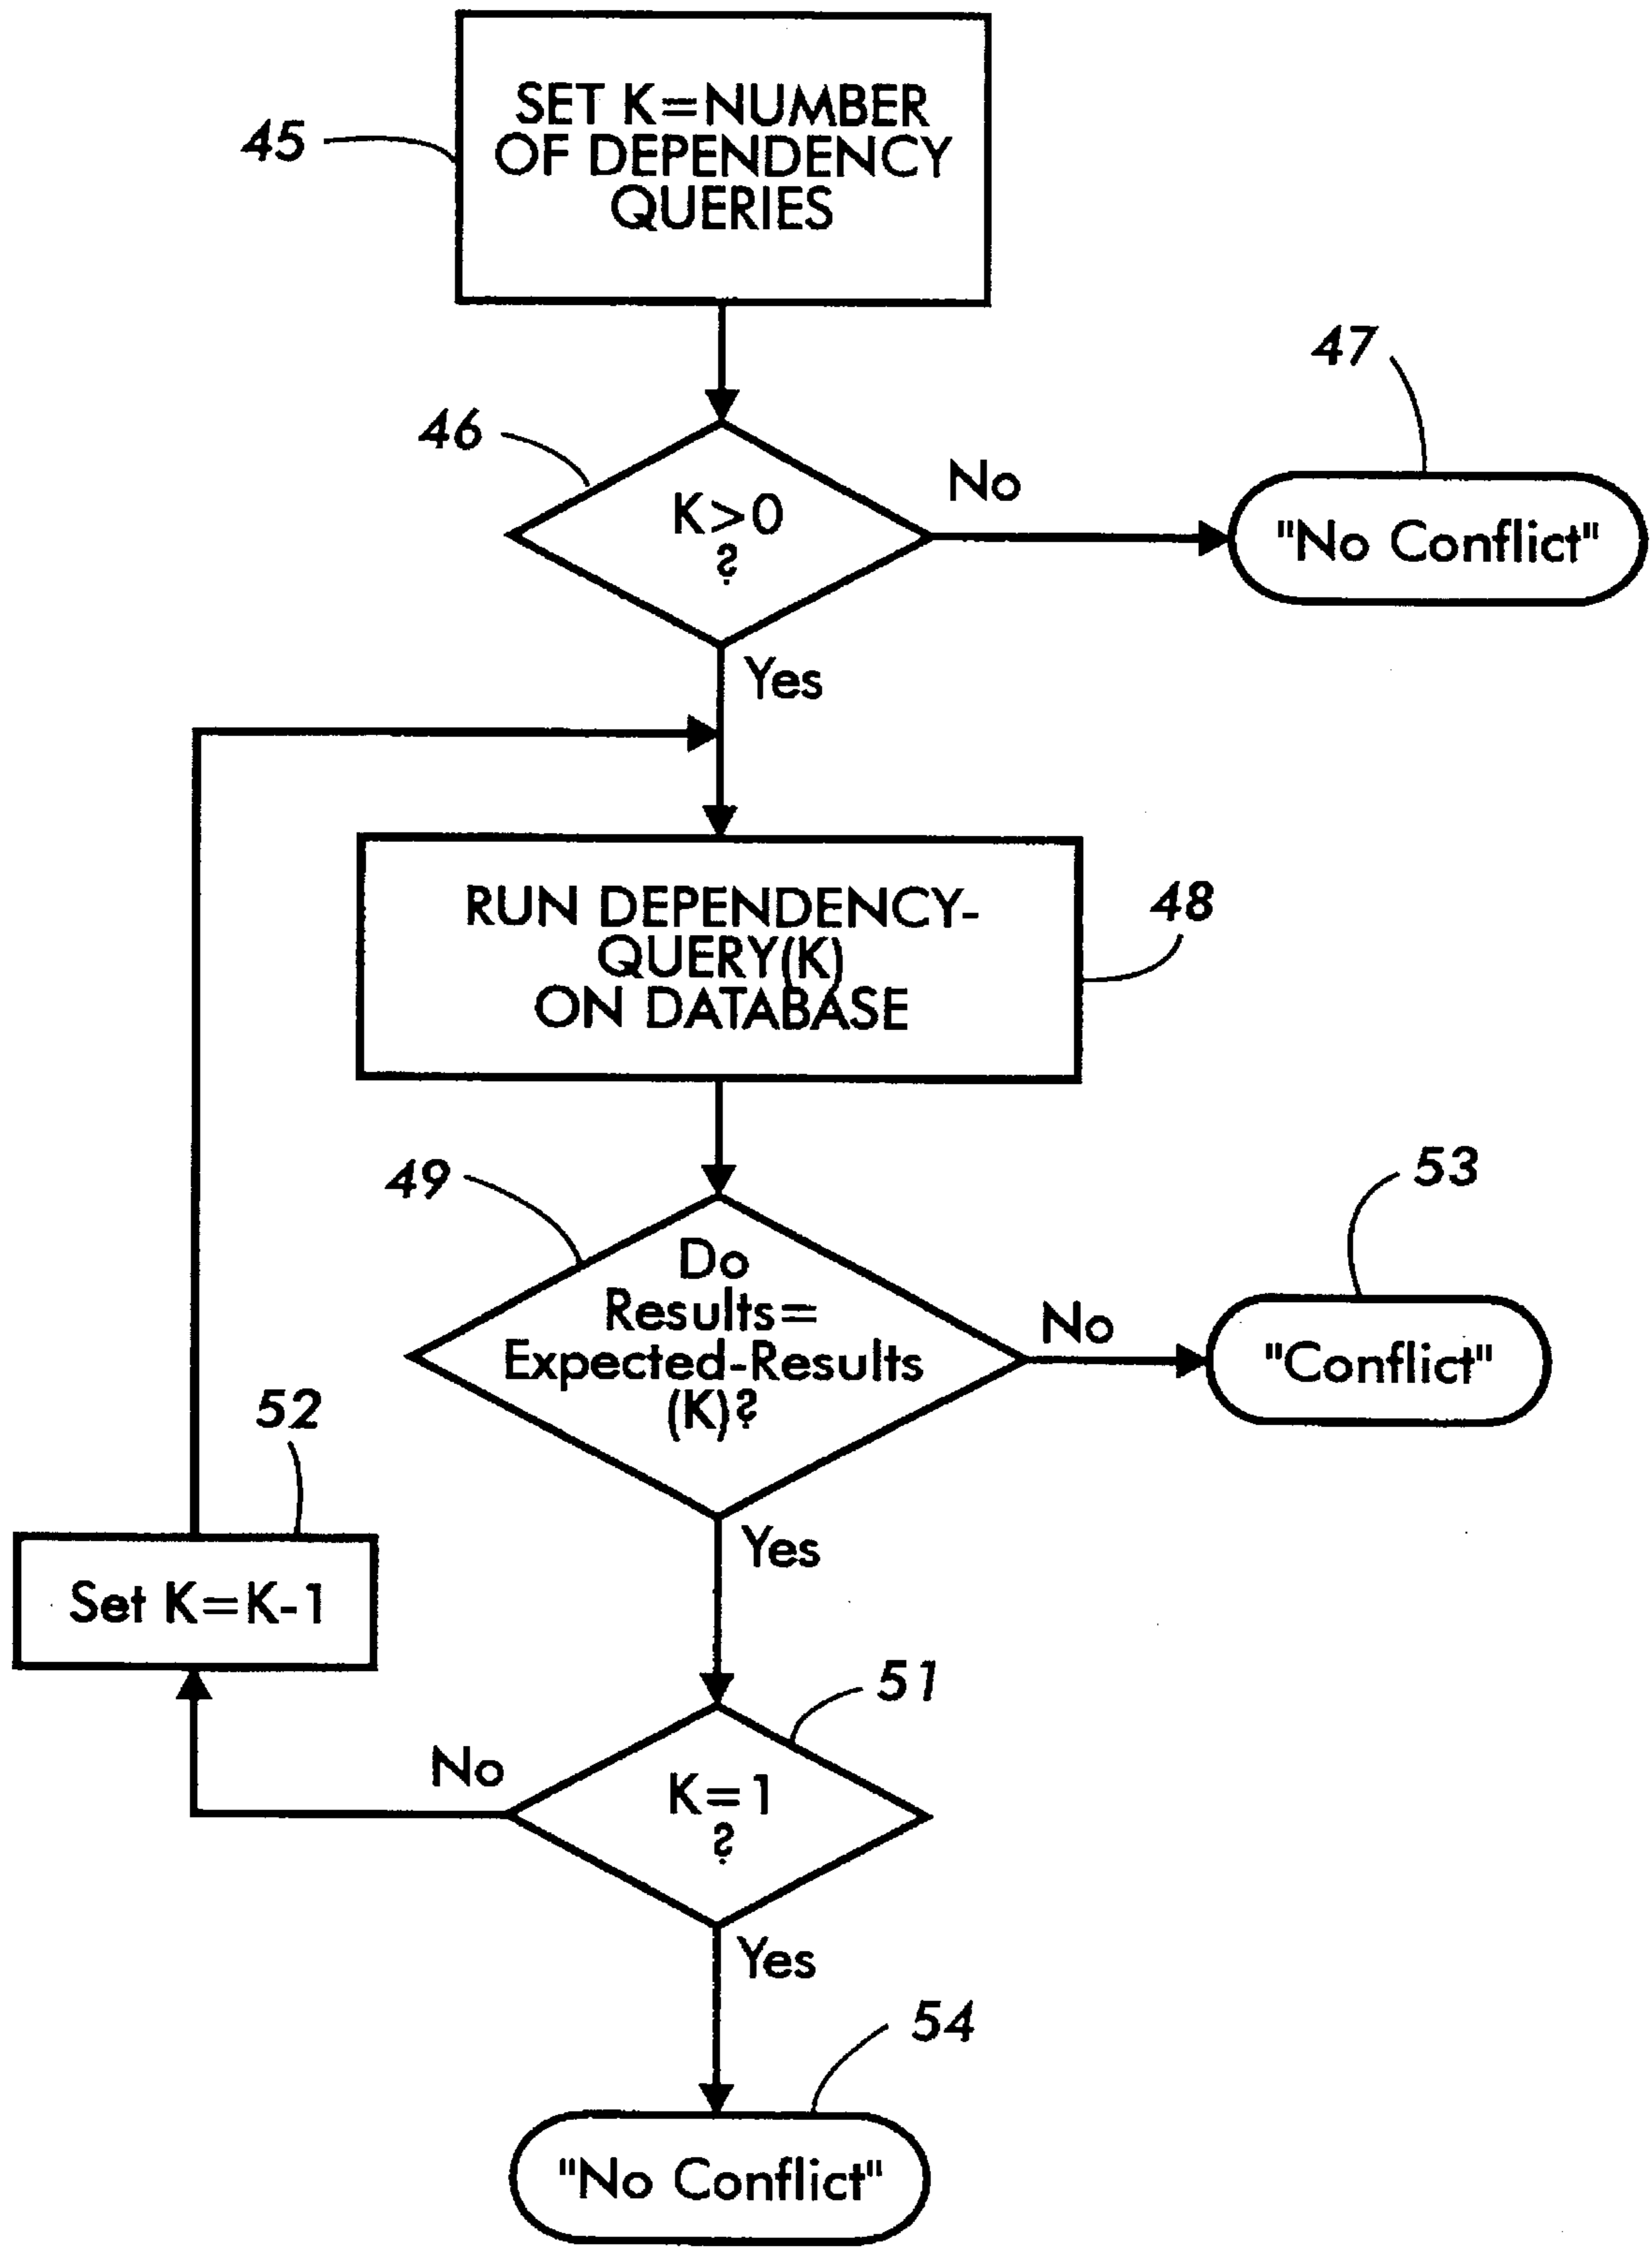 SET K=NUMBER
OF DEPENDENCY
QUERIES
45
47
46
K>0
?
No
"No Conflict"
Yes
RUN DEPENDENCY-
QUERY(K)
ON DATABASE
48
49
53
Do
Results=
Expected-Results
(K)?
No
"Conflict"
52
Yes
Set K=K-1
51
No
K=1
?
Yes
54
"No Conflict"